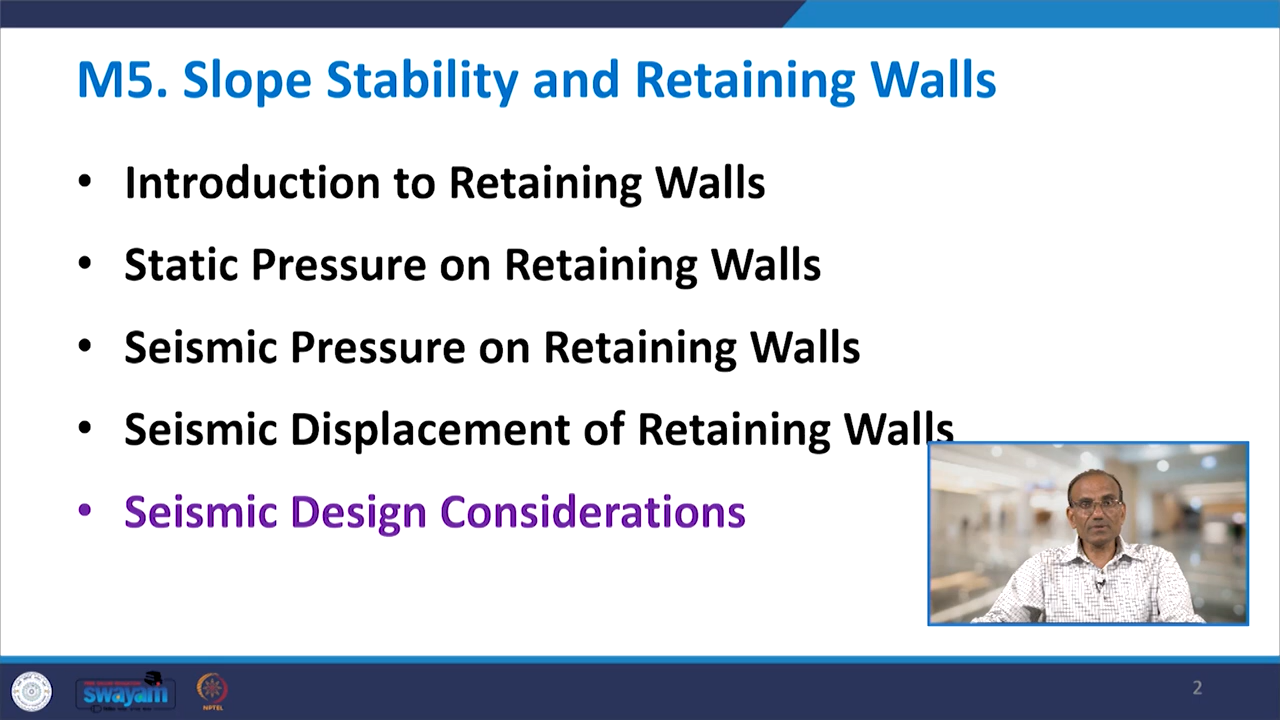 M5. Slope Stability and Retaining Walls
• Introduction to Retaining Walls
• Static Pressure on Retaining Walls
• Seismic Pressure on Retaining Walls
• Seismic Displacement of Retaining Walls
• Seismic Design Considerations
swayam
NPTEL
2